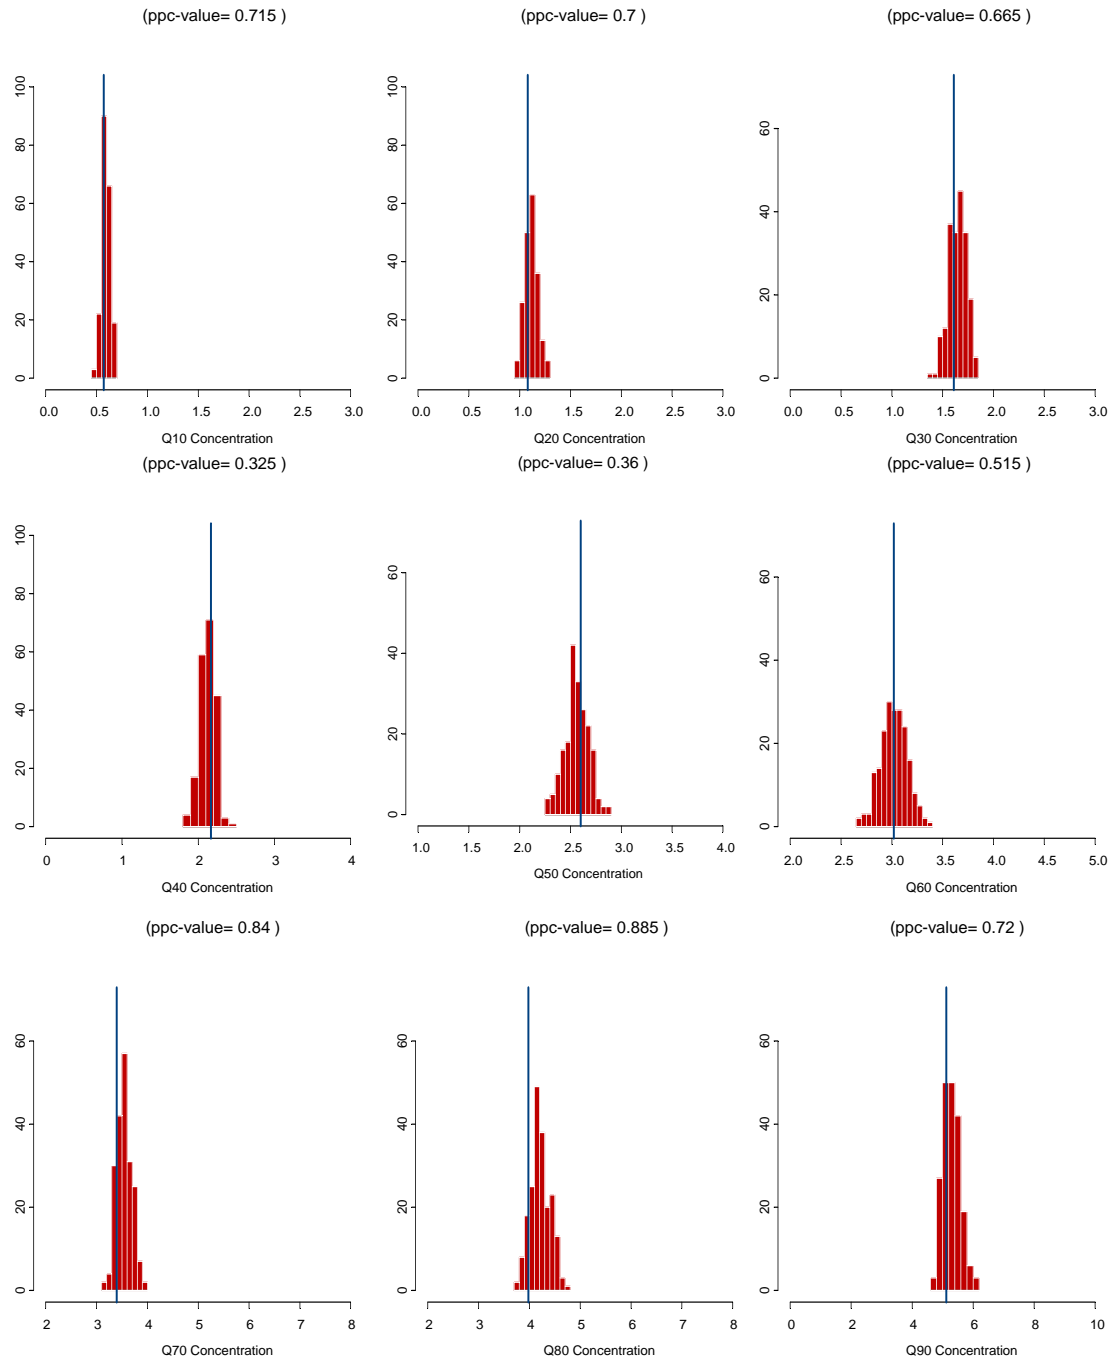 (ppc-value= 0.715 )
0 20 40 60 80 100
0.0 0.5 1.0 1.5 2.0 2.5 3.0
Q10 Concentration
(ppc-value= 0.7 )
0 20 40 60 80 100
0.0 0.5 1.0 1.5 2.0 2.5 3.0
Q20 Concentration
(ppc-value= 0.665 )
0 20 40 60
0.0 0.5 1.0 1.5 2.0 2.5 3.0
Q30 Concentration
(ppc-value= 0.325 )
0 20 40 60 80 100
0 1 2 3 4
Q40 Concentration
(ppc-value= 0.36 )
0 20 40 60
1.0 1.5 2.0 2.5 3.0 3.5 4.0
Q50 Concentration
(ppc-value= 0.515 )
0 20 40 60
2.0 2.5 3.0 3.5 4.0 4.5 5.0
Q60 Concentration
(ppc-value= 0.84 )
0 20 40 60
2 3 4 5 6 7 8
Q70 Concentration
(ppc-value= 0.885 )
0 20 40 60
2 3 4 5 6 7 8
Q80 Concentration
(ppc-value= 0.72 )
0 20 40 60
0 2 4 6 8 10
Q90 Concentration